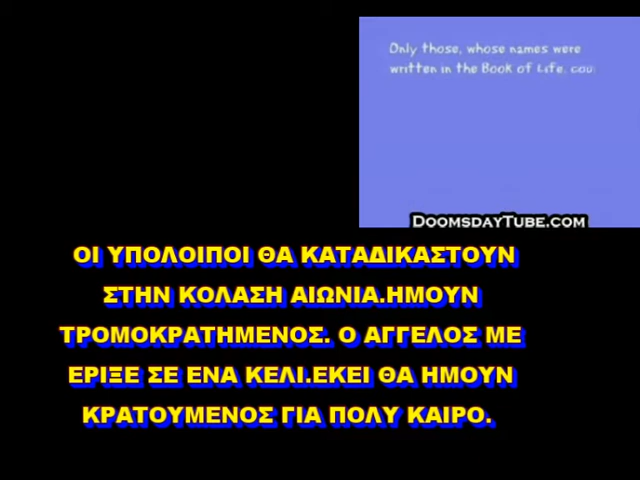 Only those, whose names were
written in the Book of Life. cou
DOOMSDAYTUBE.COM
ΟΙ ΥΠΟΛΟΙΠΟΙ ΘΑ ΚΑΤΑΔΙΚΑΣΤΟΥΝ
ΣΤΗΝ ΚΟΛΑΣΗ ΑΙΩΝΙΑ.ΗΜΟΥΝ
ΤΡΟΜΟΚΡΑΤΗΜΕΝΟΣ. Ο ΑΓΓΕΛΟΣ ΜΕ
ΕΡΙΞΕ ΣΕ ΕΝΑ ΚΕΛΙ.ΕΚΕΙ ΘΑ ΗΜΟΥΝ
ΚΡΑΤΟΥΜΕΝΟΣ ΓΙΑ ΠΟΛΥ ΚΑΙΡΟ.